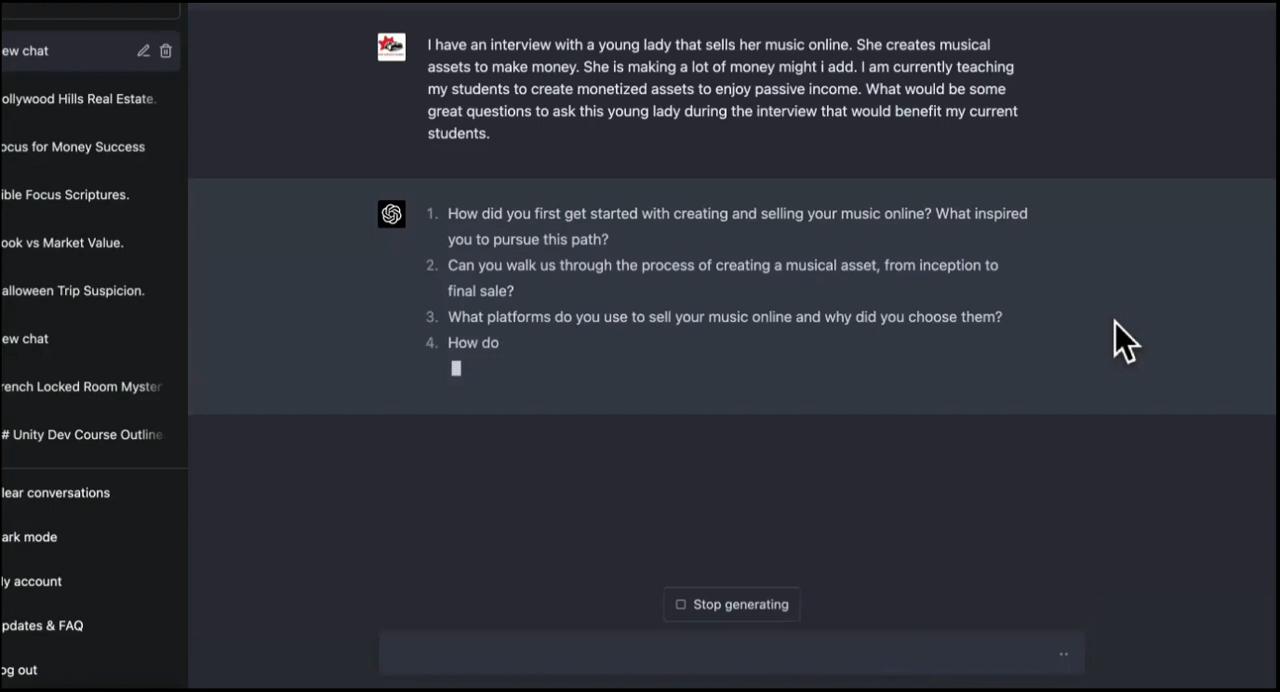 ew chat
ollywood Hills Real Estate.
ocus for Money Success
ible Focus Scriptures.
ook vs Market Value.
alloween Trip Suspicion.
ew chat
rench Locked Room Myster
# Unity Dev Course Outline
lear conversations
ark mode
ly account
pdates & FAQ
og out
I have an interview with a young lady that sells her music online. She creates musical
assets to make money. She is making a lot of money might i add. I am currently teaching
my students to create monetized assets to enjoy passive income. What would be some
great questions to ask this young lady during the interview that would benefit my current
students.
1. How did you first get started with creating and selling your music online? What inspired
you to pursue this path?
2. Can you walk us through the process of creating a musical asset, from inception to
final sale?
3. What platforms do you use to sell your music online and why did you choose them?
4. How do
Stop generating